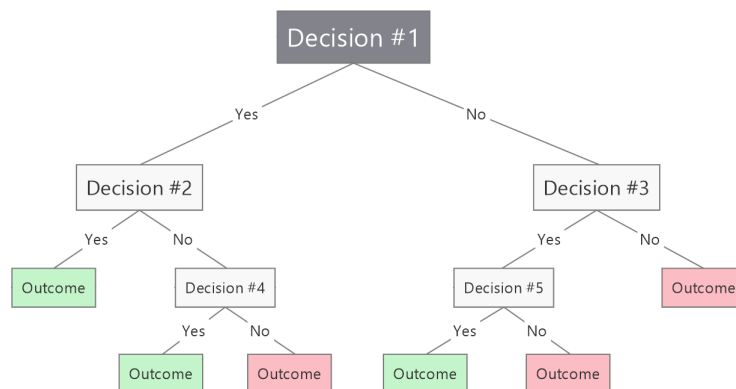 Decision #1
Yes
No
Decision #2
Decision #3
Yes
No
Yes
No
Outcome
Decision #4
Decision #5
Outcome
Yes
No
Yes
No
Outcome
Outcome
Outcome
Outcome